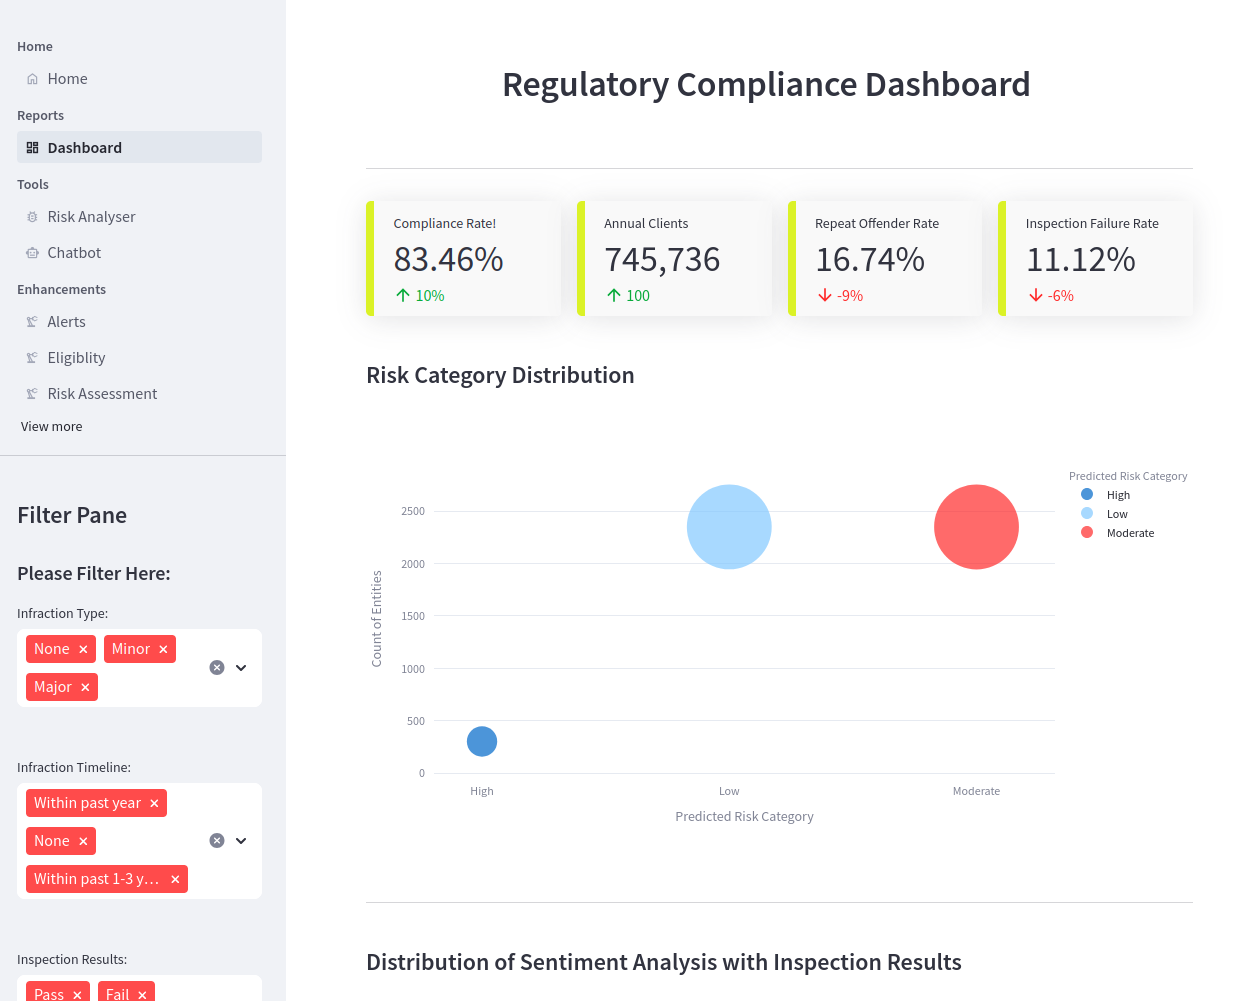 Home
Home
Reports
Dashboard
Tools
Risk Analyser
Chatbot
Enhancements
Alerts
Eligiblity
Risk Assessment
View more
Filter Pane
Please Filter Here:
Infraction Type:
None
Minor
Major
Infraction Timeline:
Within past year
None
Within past 1-3 y...
Inspection Results:
Pass
Fail
Regulatory Compliance Dashboard
Compliance Rate!
83.46%
10%
Annual Clients
745,736
100
Repeat Offender Rate
16.74%
-9%
Inspection Failure Rate
11.12%
-6%
Risk Category Distribution
Predicted Risk Category
High
Low
Moderate
Count of Entities
2500
2000
1500
1000
500
0
High
Low
Moderate
Predicted Risk Category
Distribution of Sentiment Analysis with Inspection Results